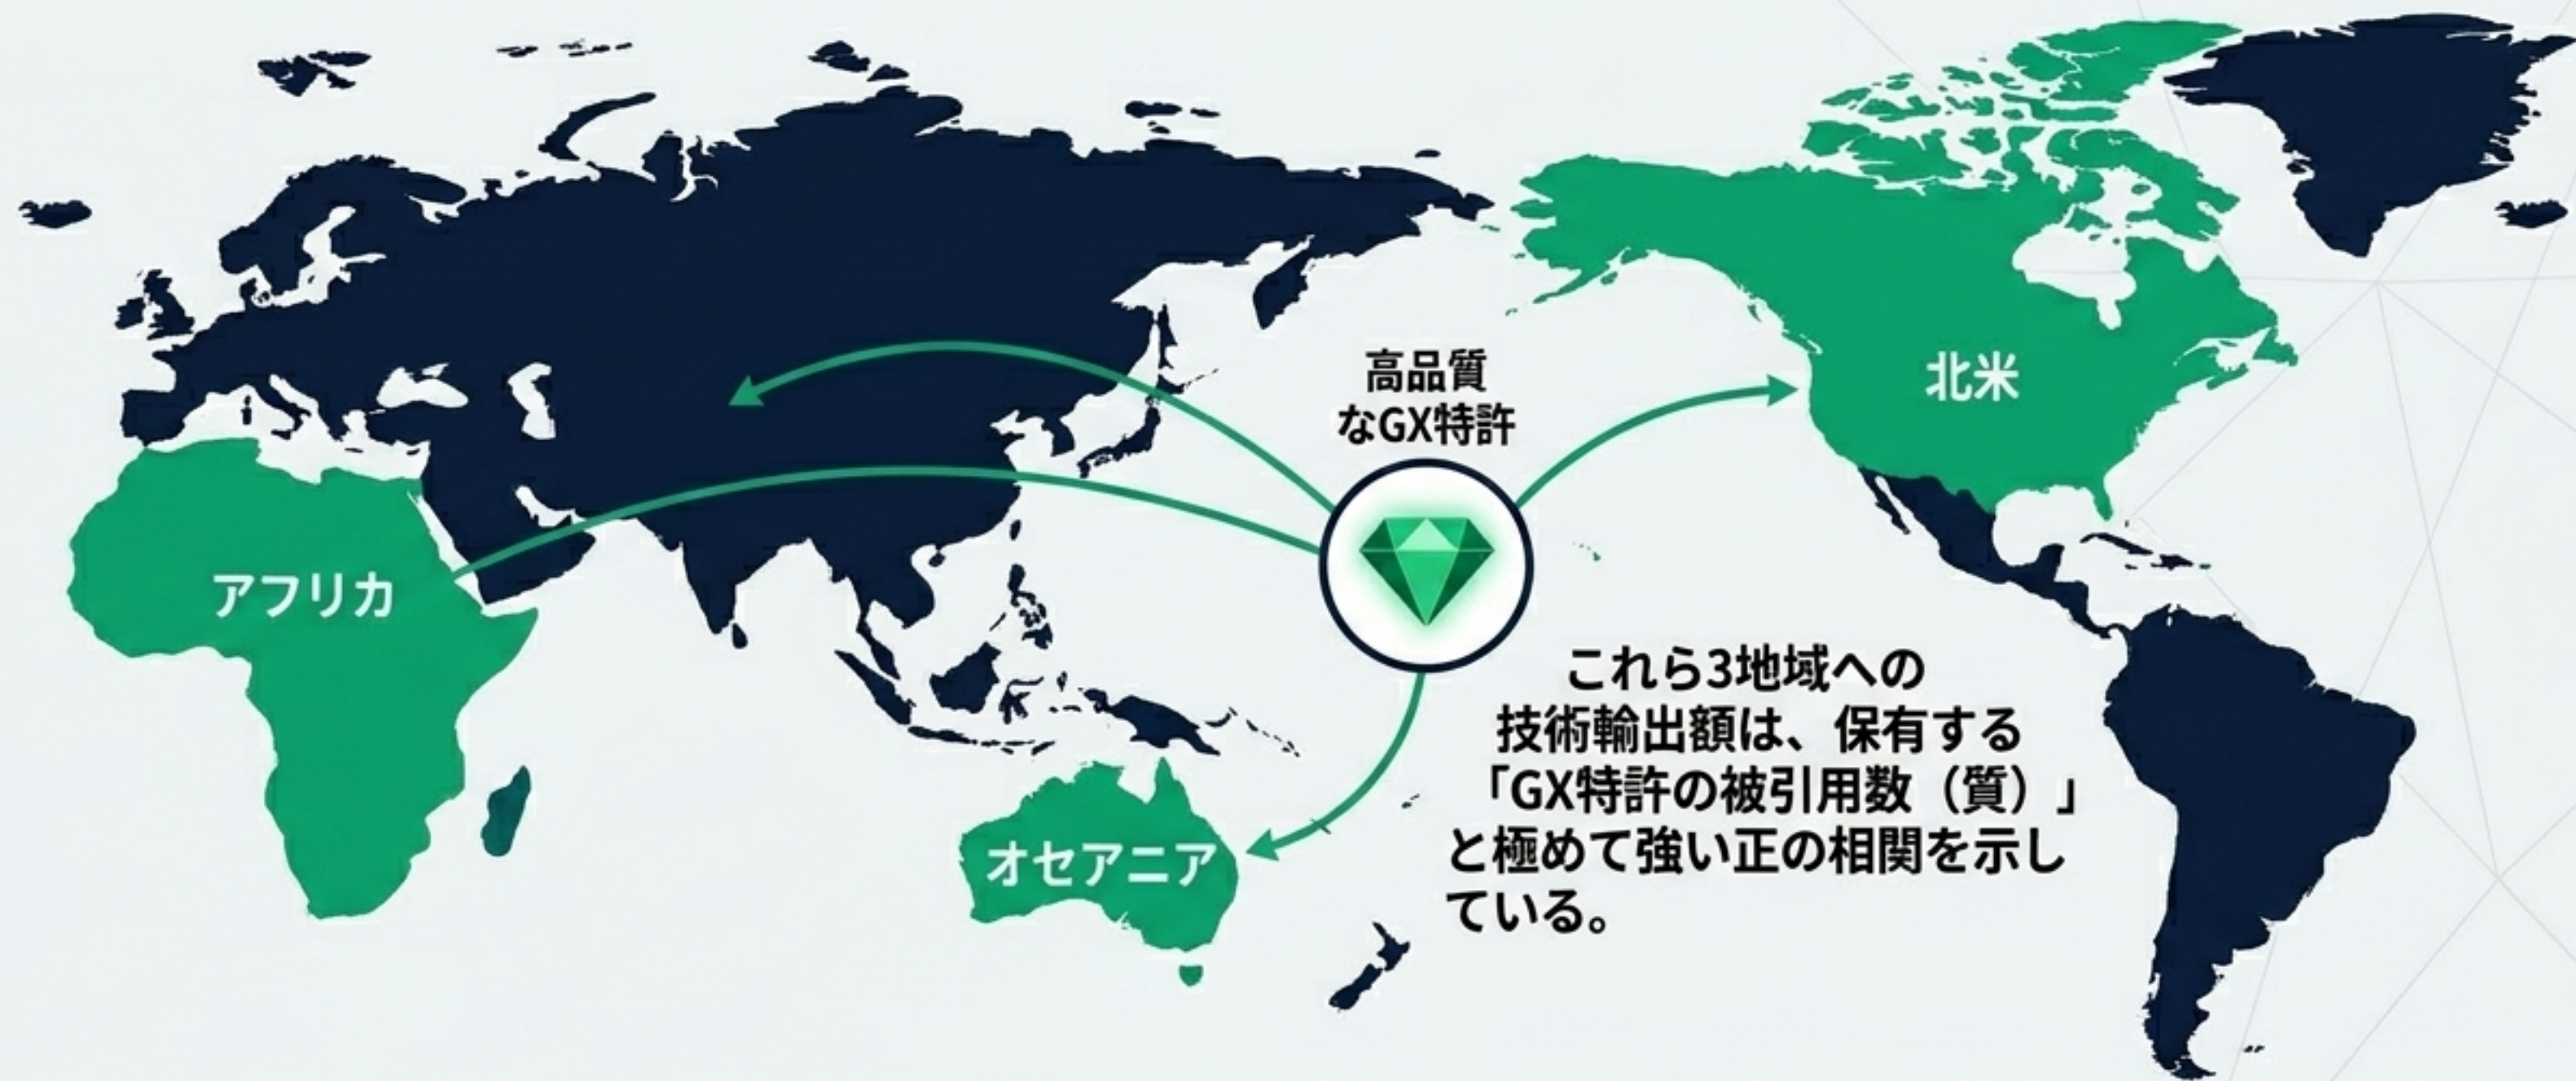 高品質
なGX特許
北米
アフリカ
オセアニア
これら3地域への
技術輸出額は、保有する
「GX特許の被引用数（質）」
と極めて強い正の相関を示し
ている。